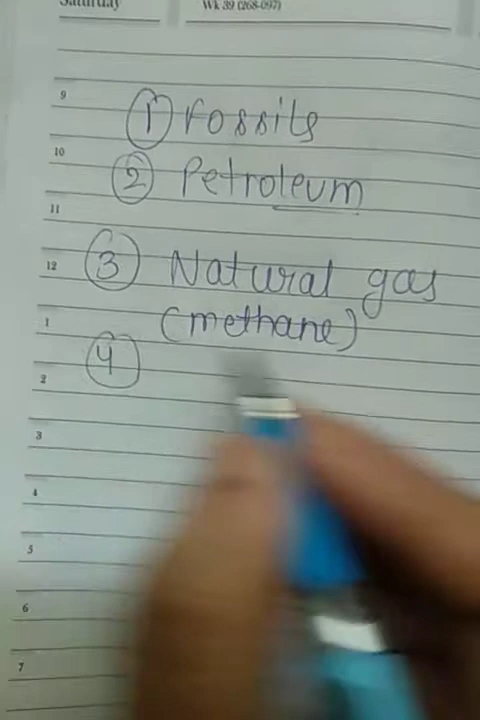 Saturday
Wk 39 (268-097)
9
① Fossils
10
② Petroleum
11
12
③ Natural gas
1
(methane)
④
2
3
4
5
6
7